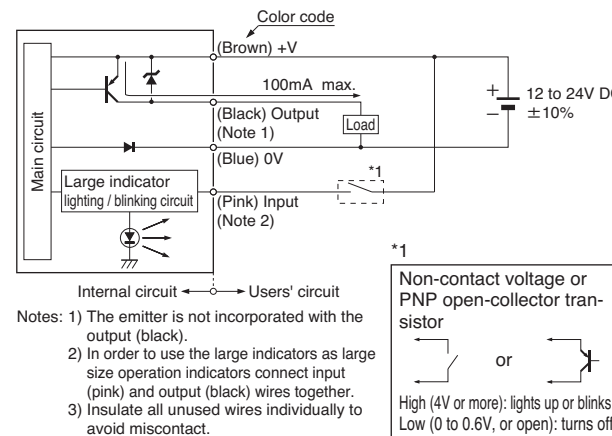 Color code
(Brown) +V
100mA max.
(Black) Output
(Note 1)
Load
+
−
12 to 24V DC
±10%
Main circuit
(Blue) 0V
Large indicator
lighting / blinking circuit
*1
(Pink) Input
(Note 2)
Internal circuit
Users' circuit
Notes: 1) The emitter is not incorporated with the
output (black).
2) In order to use the large indicators as large
size operation indicators connect input
(pink) and output (black) wires together.
3) Insulate all unused wires individually to
avoid miscontact.
*1
Non-contact voltage or
PNP open-collector tran-
sistor
or
High (4V or more): lights up or blinks
Low (0 to 0.6V, or open): turns off